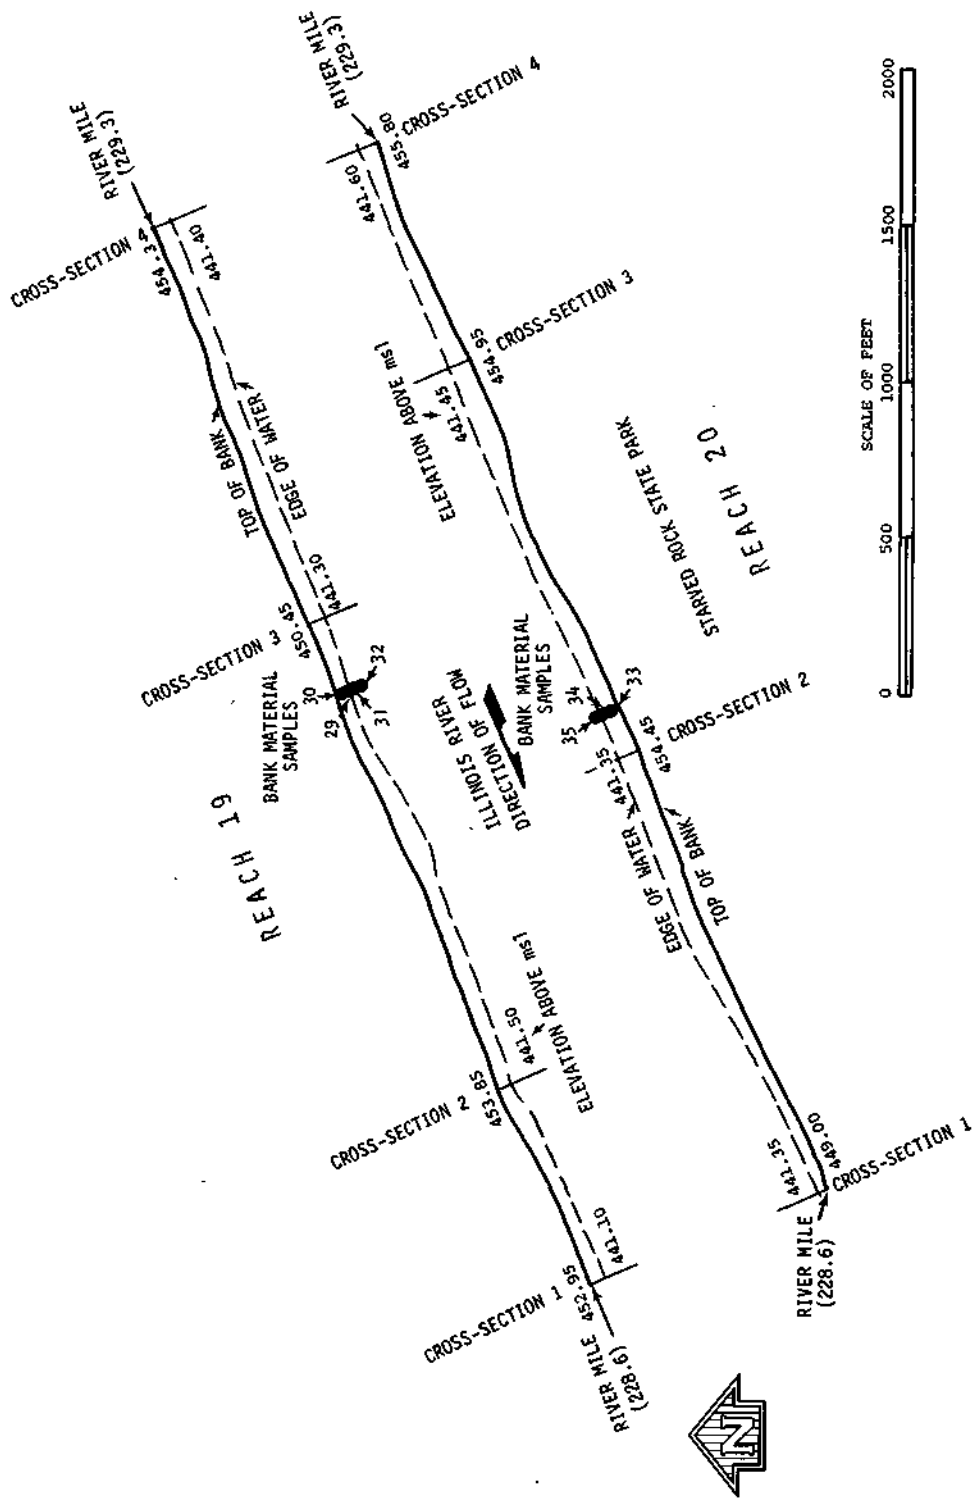 RIVER MILE
(229.3)
CROSS-SECTION 4
454.3
441.40
RIVER MILE
(229.3)
CROSS-SECTION 4
455.80
441.60
TOP OF BANK
EDGE OF WATER
CROSS-SECTION 3
450.45
441.30
ELEVATION ABOVE msl
441.45
454.95
CROSS-SECTION 3
BANK MATERIAL
SAMPLES
29
30
31
32
REACH 19
ILLINOIS RIVER
DIRECTION OF FLOW
BANK MATERIAL
SAMPLES
35
34
33
STARVED ROCK STATE PARK
REACH 20
441.35
454.45
CROSS-SECTION 2
EDGE OF WATER
TOP OF BANK
CROSS-SECTION 2
453.85
441.50
ELEVATION ABOVE msl
CROSS-SECTION 1
452.95
441.10
RIVER MILE
(228.6)
441.35
449.00
CROSS-SECTION 1
RIVER MILE
(228.6)
0 500 1000 1500 2000
SCALE OF FEET
N